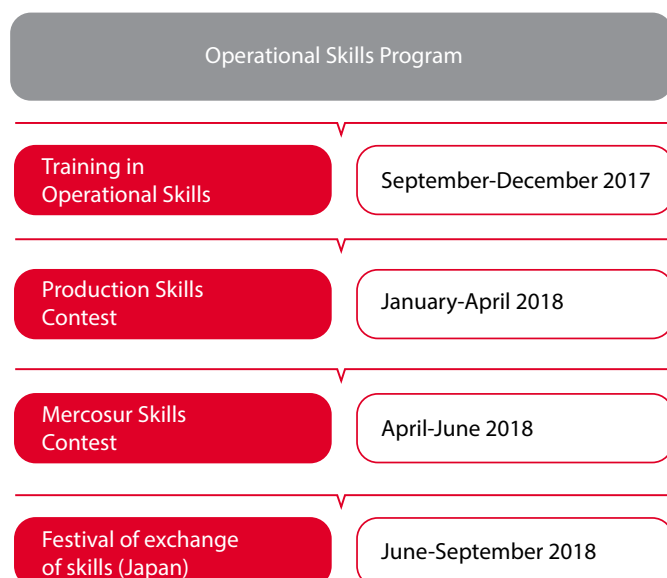 Operational Skills Program
Training in
Operational Skills
September-December 2017
Production Skills
Contest
January-April 2018
Mercosur Skills
Contest
April-June 2018
Festival of exchange
of skills (Japan)
June-September 2018